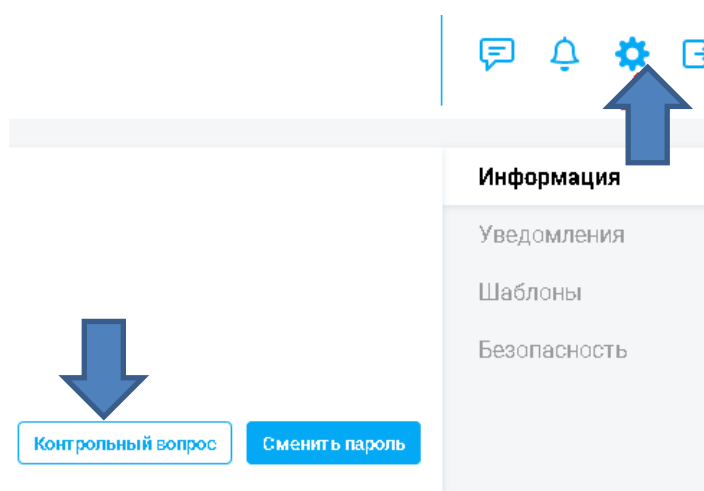 Информация
Уведомления
Шаблоны
Безопасность
Контрольный вопрос
Сменить пароль